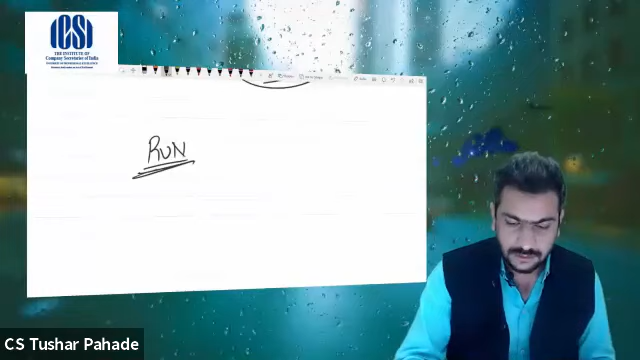 ICSI
THE INSTITUTE OF
Company Secretaries of India
RUN
CS Tushar Pahade